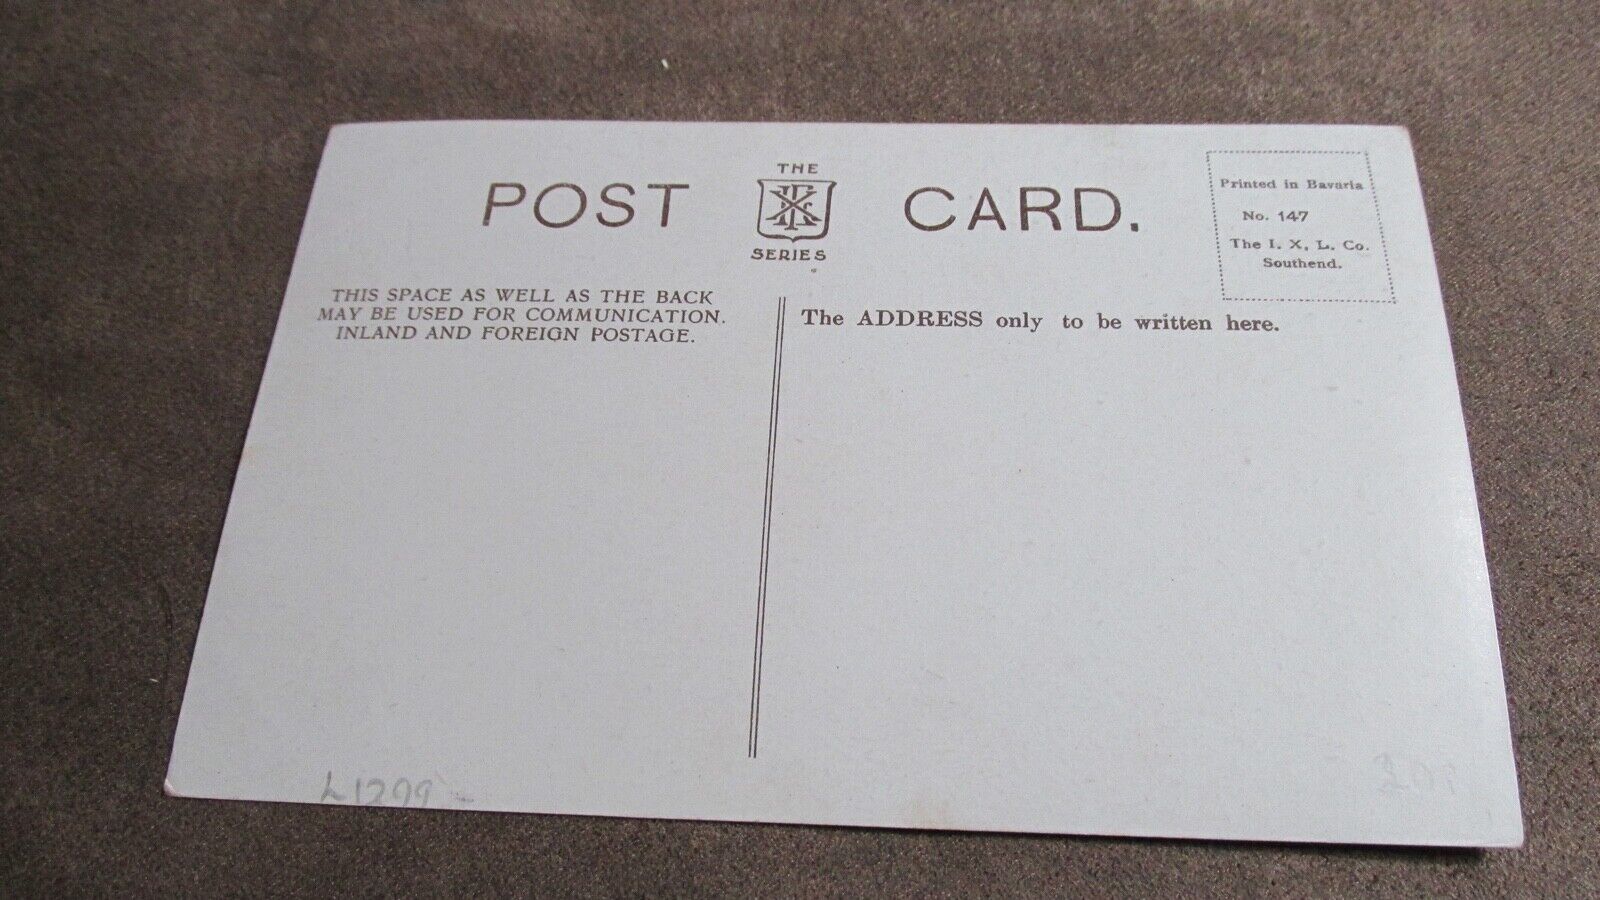 POST THE SERIES CARD.
Printed in Bavaria
No. 147
The I. X. L. Co.
Southend.
THIS SPACE AS WELL AS THE BACK
MAY BE USED FOR COMMUNICATION.
INLAND AND FOREIGN POSTAGE.
The ADDRESS only to be written here.
L1299